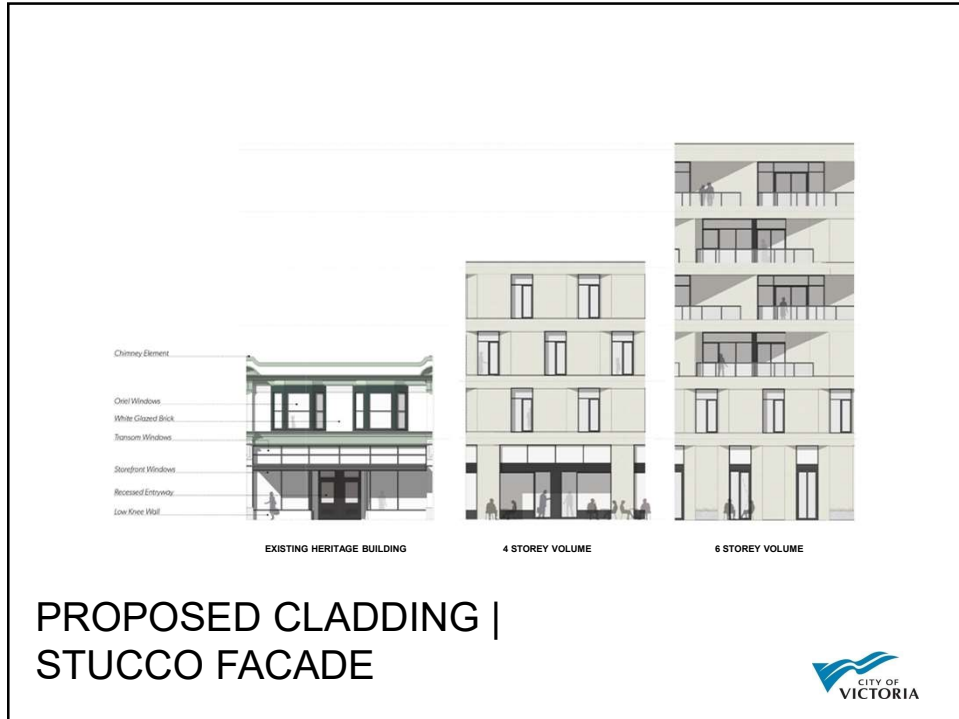 Chimney Element
Oriel Windows
White Glazed Brick
Transom Windows
Storefront Windows
Recessed Entryway
Low Knee Wall
EXISTING HERITAGE BUILDING
4 STOREY VOLUME
6 STOREY VOLUME
PROPOSED CLADDING |
STUCCO FACADE
CITY OF
VICTORIA